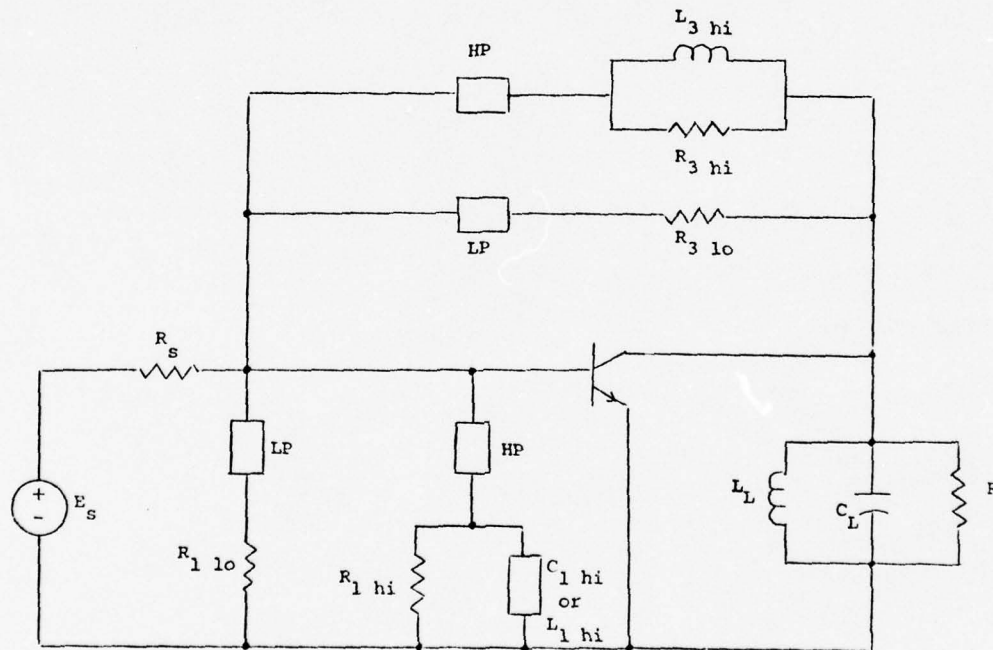 L3 hi
HP
R3 hi
LP
R3 lo
Rs
LP
HP
+
-
Es
LL
CL
R
R1 lo
R1 hi
C1 hi
or
L1 hi